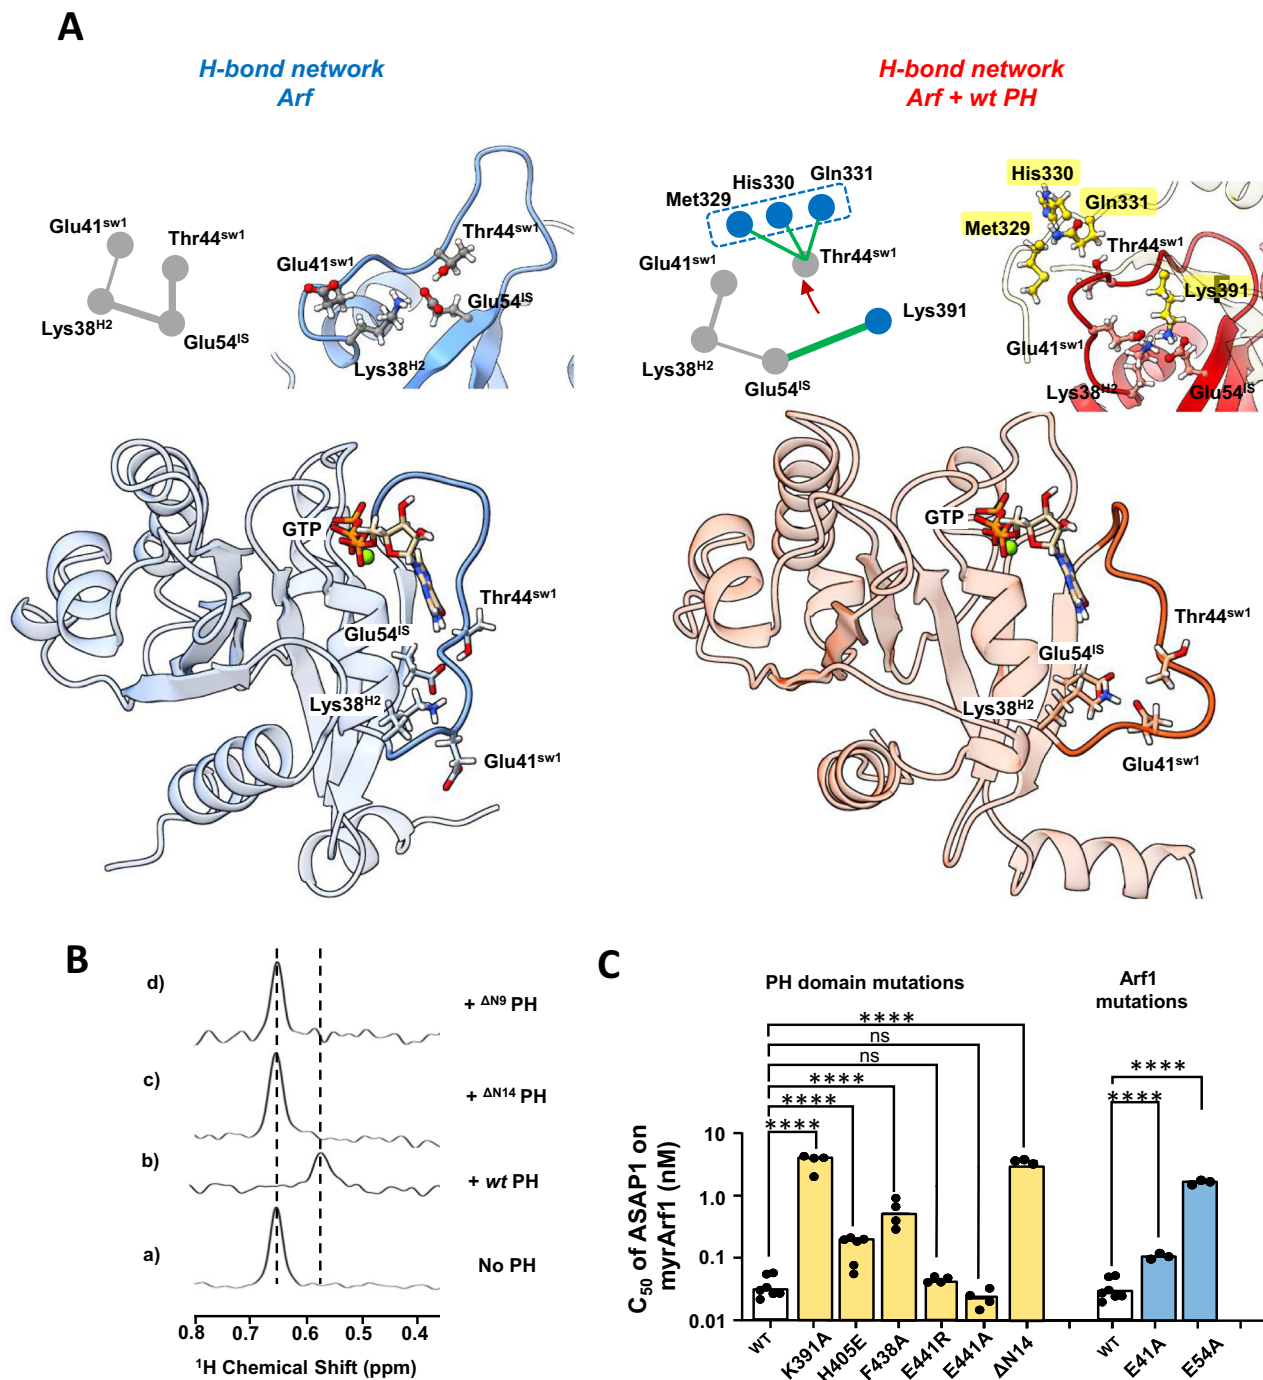 A
H-bond network
Arf
H-bond network
Arf + wt PH
Glu41sw1
Thr44sw1
Lys38H2
Glu54IS
Thr44sw1
Glu41sw1
Glu54IS
Lys38H2
Met329
His330
Gln331
Glu41sw1
Thr44sw1
Lys391
Lys38H2
Glu54IS
His330
Gln331
Met329
Thr44sw1
Lys391
Glu41sw1
Lys38H2
Glu54IS
GTP
Thr44sw1
Glu54IS
Lys38H2
Glu41sw1
GTP
Thr44sw1
Glu54IS
Lys38H2
Glu41sw1
B
d)
+ ΔN9 PH
c)
+ ΔN14 PH
b)
+ wt PH
a)
No PH
0.8 0.7 0.6 0.5 0.4
1H Chemical Shift (ppm)
C
PH domain mutations
Arf1
mutations
****
ns
ns
****
****
****
****
****
C50 of ASAP1 on
myrArf1 (nM)
10
1.0
0.1
0.01
WT
K391A
H405E
F438A
E441R
E441A
ΔN14
WT
E41A
E54A